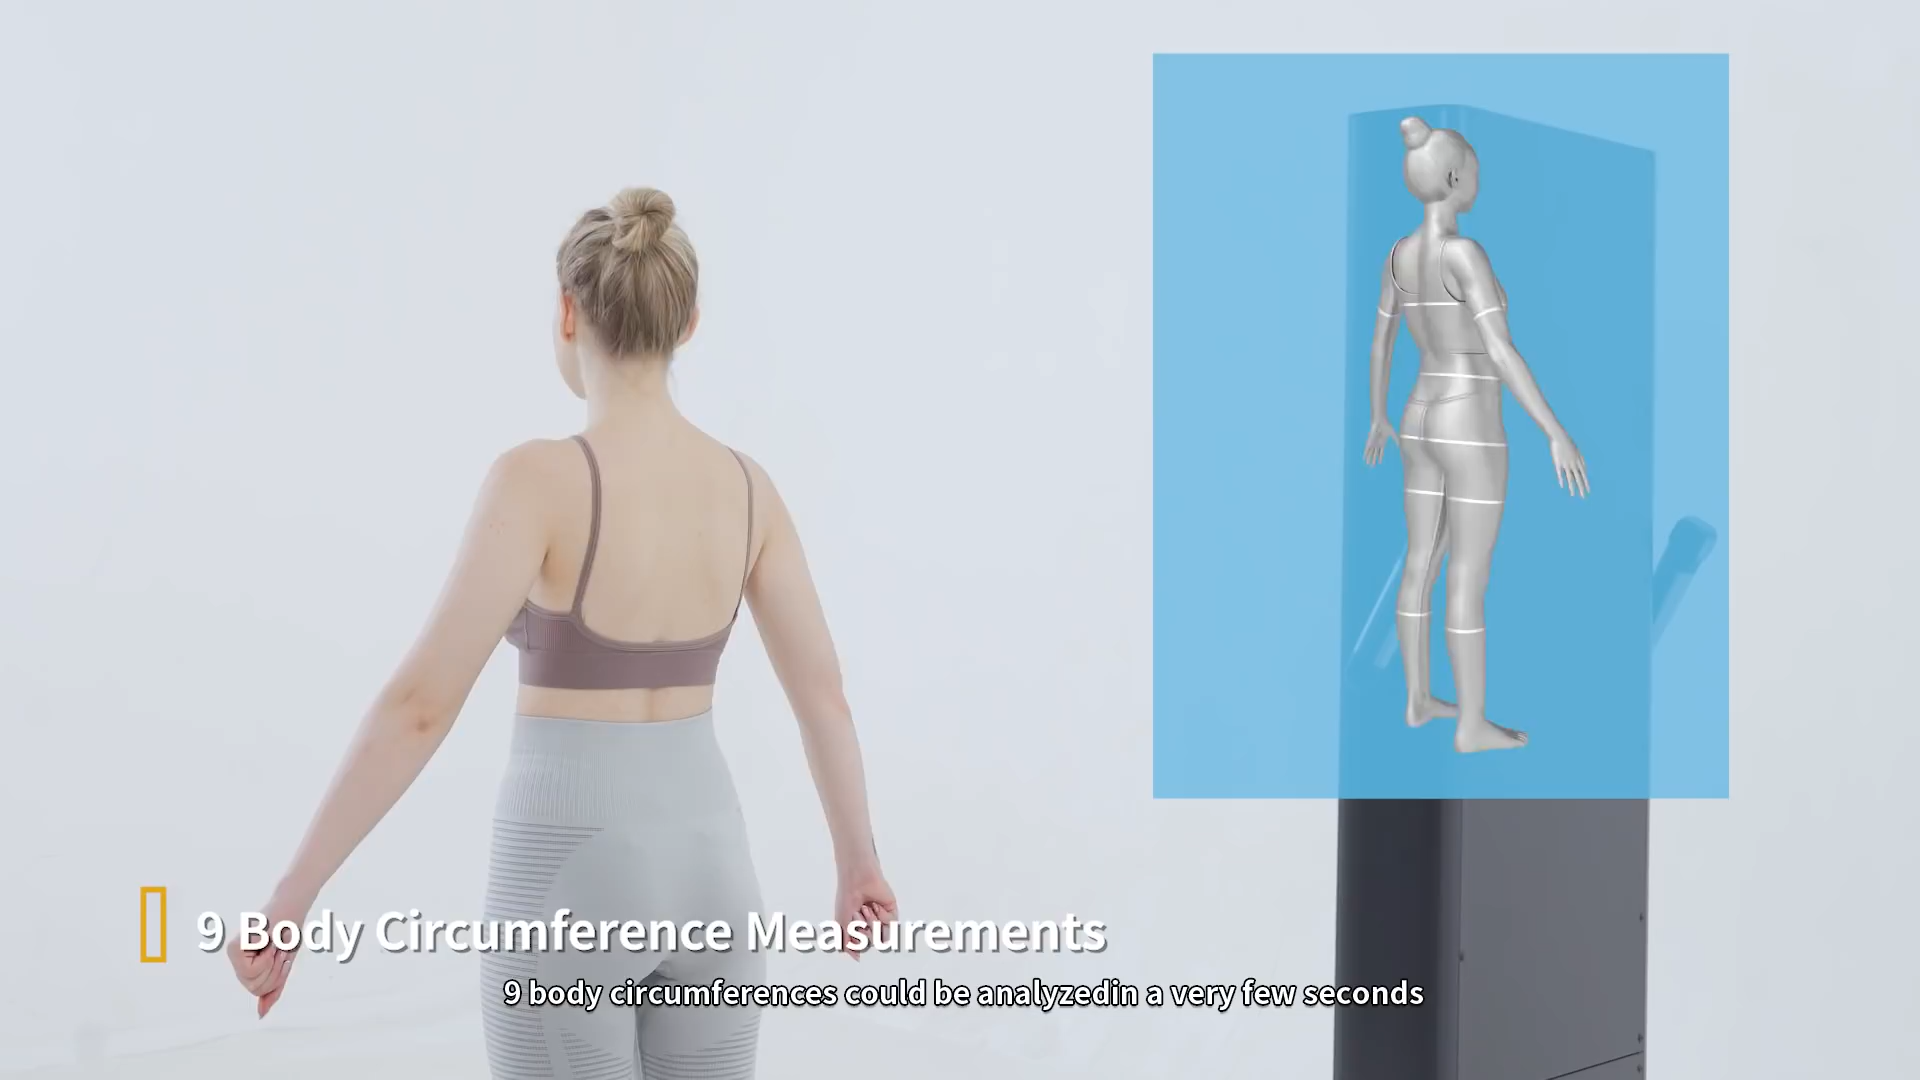 9 Body Circumference Measurements
9 body circumferences could be analyzedin a very few seconds